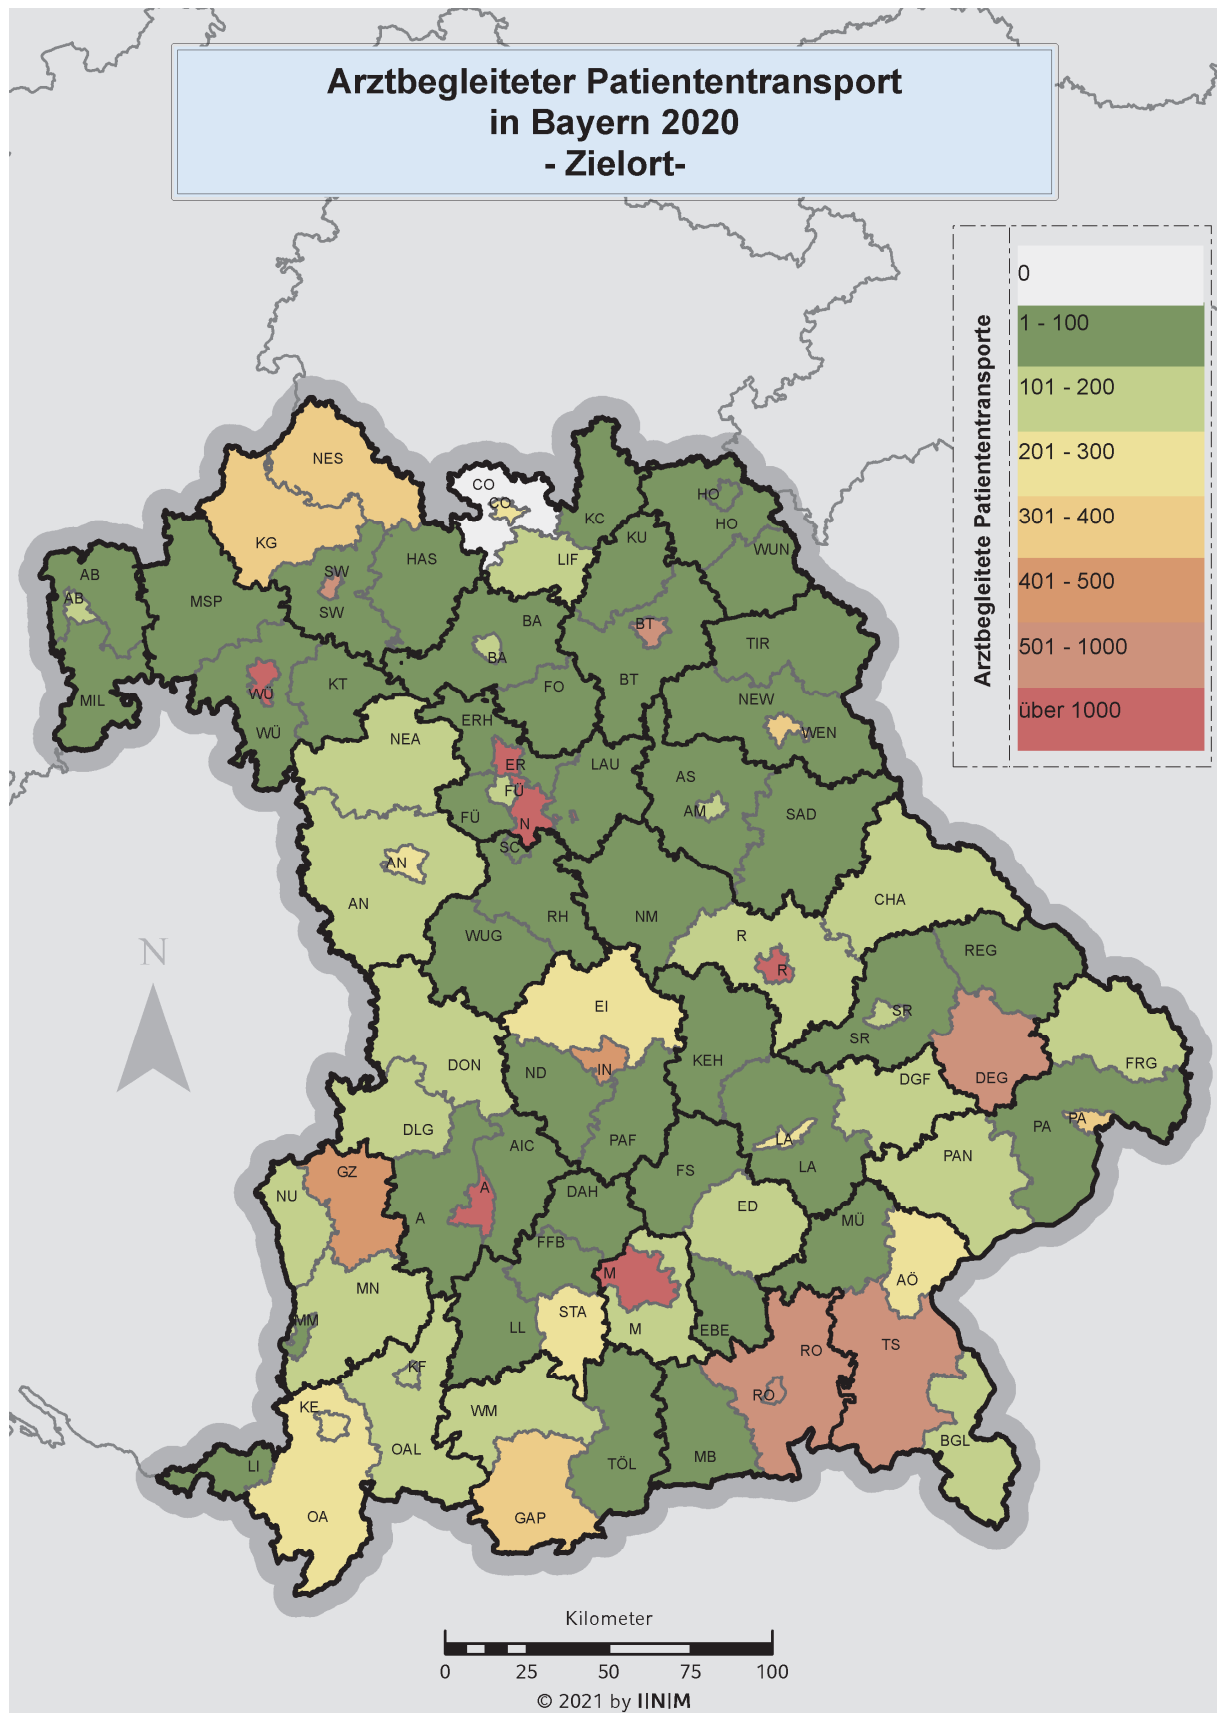 Arztbegleiteter Patiententransport
in Bayern 2020
- Zielort-
Arztbegleitete Patiententransporte
0
1 - 100
101 - 200
201 - 300
301 - 400
401 - 500
501 - 1000
über 1000
NES
CO
CO
HO
HO
KC
KU
KG
LIF
WUN
HAS
SW
SW
AB
AB
MSP
BA
BA
BT
TIR
WÜ
KT
FO
BT
MIL
NEW
WEN
WÜ
ERH
NEA
ER
LAU
AS
FÜ
AM
SAD
FÜ
N
SC
AN
AN
CHA
RH
NM
WUG
R
R
REG
EI
SR
SR
DON
ND
IN
KEH
FRG
DGF
DEG
DLG
AIC
PAF
LA
PA
PA
PAN
LA
FS
GZ
NU
A
DAH
ED
A
MÜ
FFB
M
AÖ
MN
MM
STA
LL
M
EBE
TS
RO
KF
RO
KE
WM
BGL
OAL
MB
TÖL
LI
OA
GAP
N
Kilometer
0 25 50 75 100
© 2021 by I|N|M